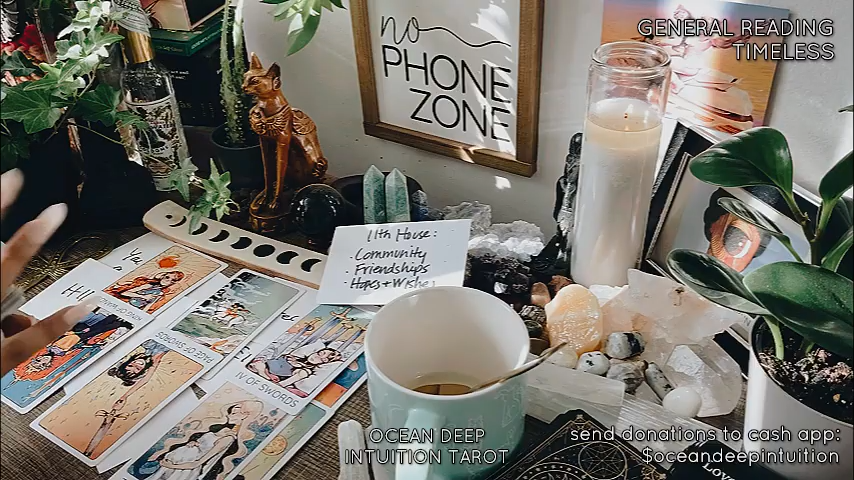 GENERAL READING
TIMELESS
no
PHONE
ZONE
11th House:
- Community
- Friendships
- Hopes + Wishes
ACE OF SWORDS
IV OF SWORDS
OCEAN DEEP
INTUITION TAROT
send donations to cash app:
$oceandeepintuition
Love